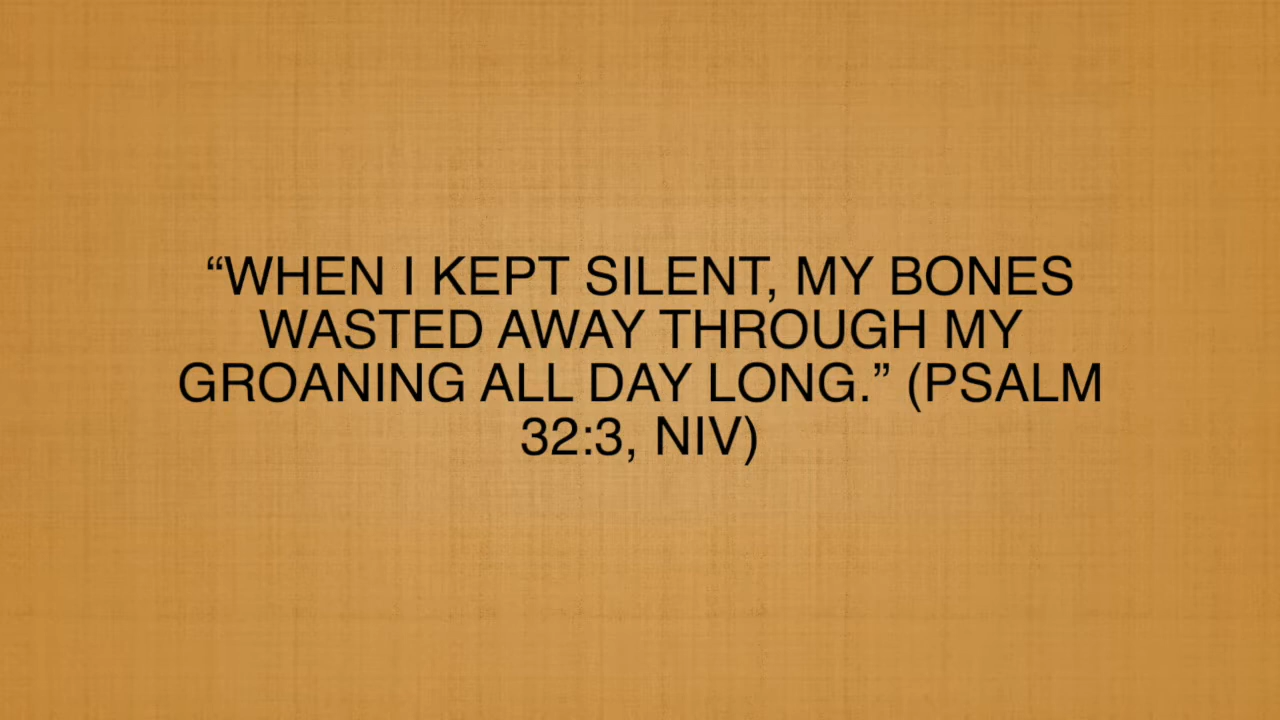 “WHEN I KEPT SILENT, MY BONES
WASTED AWAY THROUGH MY
GROANING ALL DAY LONG.” (PSALM
32:3, NIV)